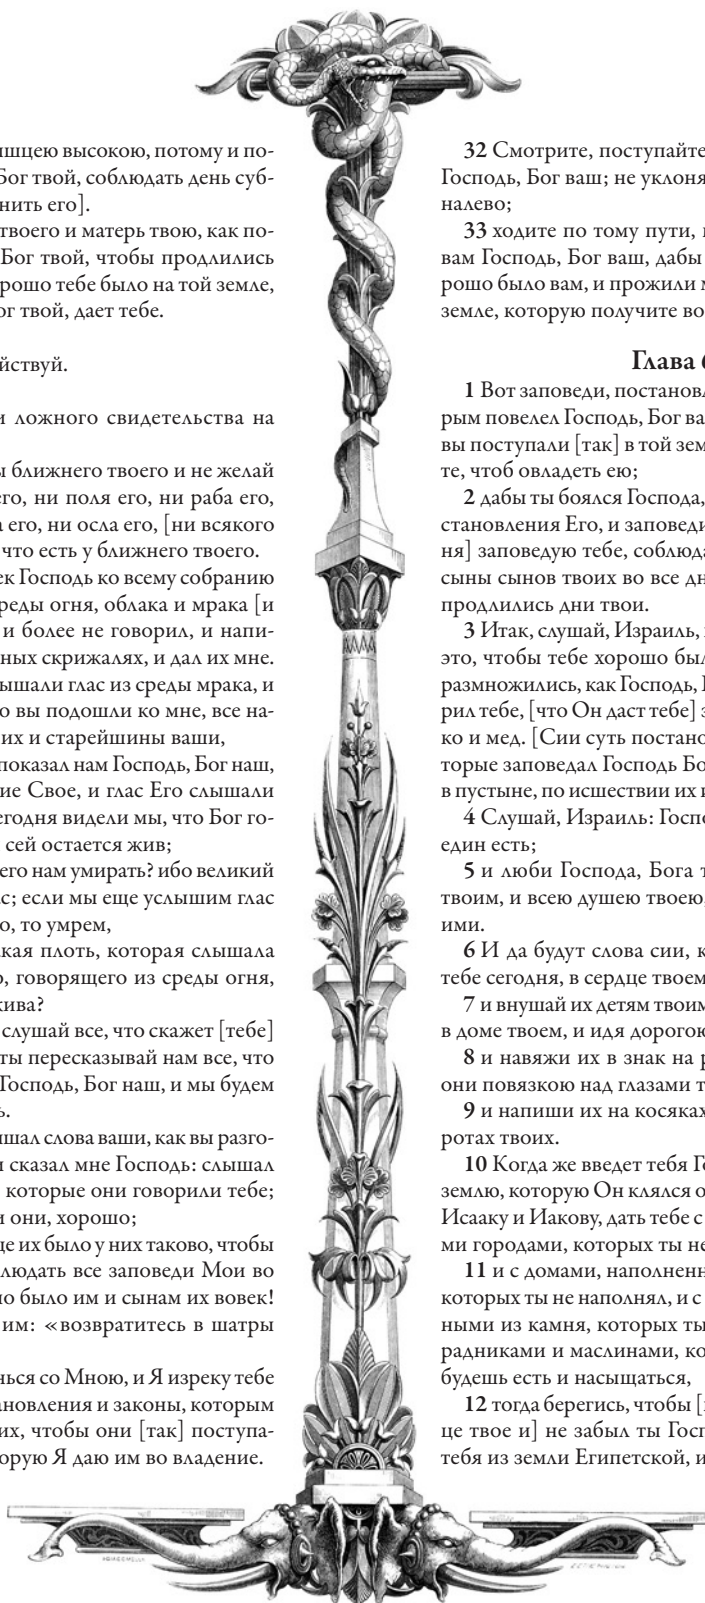 ишцею высокою, потому и по-
Бог твой, соблюдать день суб-
нить его].
твоего и матерь твою, как по-
Бог твой, чтобы продлились
рошо тебе было на той земле,
ог твой, дает тебе.
йствуй.
и ложного свидетельства на
ы ближнего твоего и не желай
его, ни поля его, ни раба его,
а его, ни осла его, [ни всякого
что есть у ближнего твоего.
ек Господь ко всему собранию
реды огня, облака и мрака [и
и более не говорил, и напи-
ных скрижалях, и дал их мне.
ышали глас из среды мрака, и
о вы подошли ко мне, все на-
их и старейшины ваши,
показал нам Господь, Бог наш,
ие Свое, и глас Его слышали
егодня видели мы, что Бог го-
сей остается жив;
его нам умирать? ибо великий
с; если мы еще услышим глас
о, то умрем,
акая плоть, которая слышала
о, говорящего из среды огня,
кива?
слушай все, что скажет [тебе]
ты пересказывай нам все, что
Господь, Бог наш, и мы будем
ь.
ышал слова ваши, как вы разго-
и сказал мне Господь: слышал
которые они говорили тебе;
и они, хорошо;
це их было у них таково, чтобы
людать все заповеди Мои во
о было им и сынам их вовек!
им: «возвратитесь в шатры
нься со Мною, и Я изреку тебе
ановления и законы, которым
их, чтобы они [так] поступа-
орую Я даю им во владение.
32 Смотрите, поступайте
Господь, Бог ваш; не уклоня
налево;
33 ходите по тому пути,
вам Господь, Бог ваш, дабы
рошо было вам, и прожили
земле, которую получите во
Глава 6
1 Вот заповеди, постановл
рым повелел Господь, Бог ва
вы поступали [так] в той зем
те, чтоб овладеть ею;
2 дабы ты боялся Господа,
становления Его, и заповеди
ня] заповедую тебе, соблюда
сыны сынов твоих во все дн
продлились дни твои.
3 Итак, слушай, Израиль,
это, чтобы тебе хорошо был
размножились, как Господь,
рил тебе, [что Он даст тебе]
ко и мед. [Сии суть постано
торые заповедал Господь Бо
в пустыне, по исшествии их и
4 Слушай, Израиль: Госпо
един есть;
5 и люби Господа, Бога т
твоим, и всею душею твоею,
ими.
6 И да будут слова сии, к
тебе сегодня, в сердце твоем
7 и внушай их детям твоим
в доме твоем, и идя дорогою
8 и навяжи их в знак на р
они повязкою над глазами т
9 и напиши их на косяках
ротах твоих.
10 Когда же введет тебя Го
землю, которую Он клялся о
Исааку и Иакову, дать тебе с
ми городами, которых ты не
11 и с домами, наполненн
которых ты не наполнял, и с
ными из камня, которых ты
радниками и маслинами, ко
будешь есть и насыщаться,
12 тогда берегись, чтобы
це твое и] не забыл ты Госп
тебя из земли Египетской, и